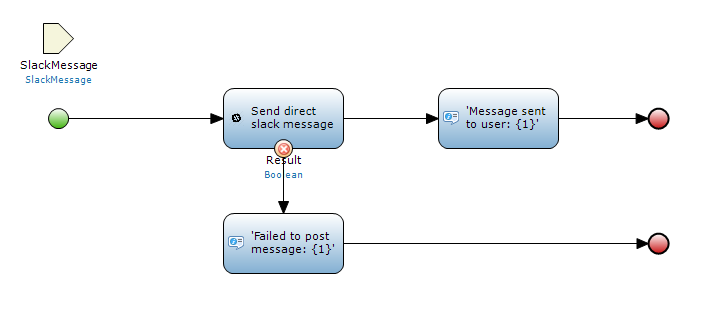 SlackMessage
SlackMessage
Send direct
slack message
'Message sent
to user: {1}'
Result
Boolean
'Failed to post
message: {1}'